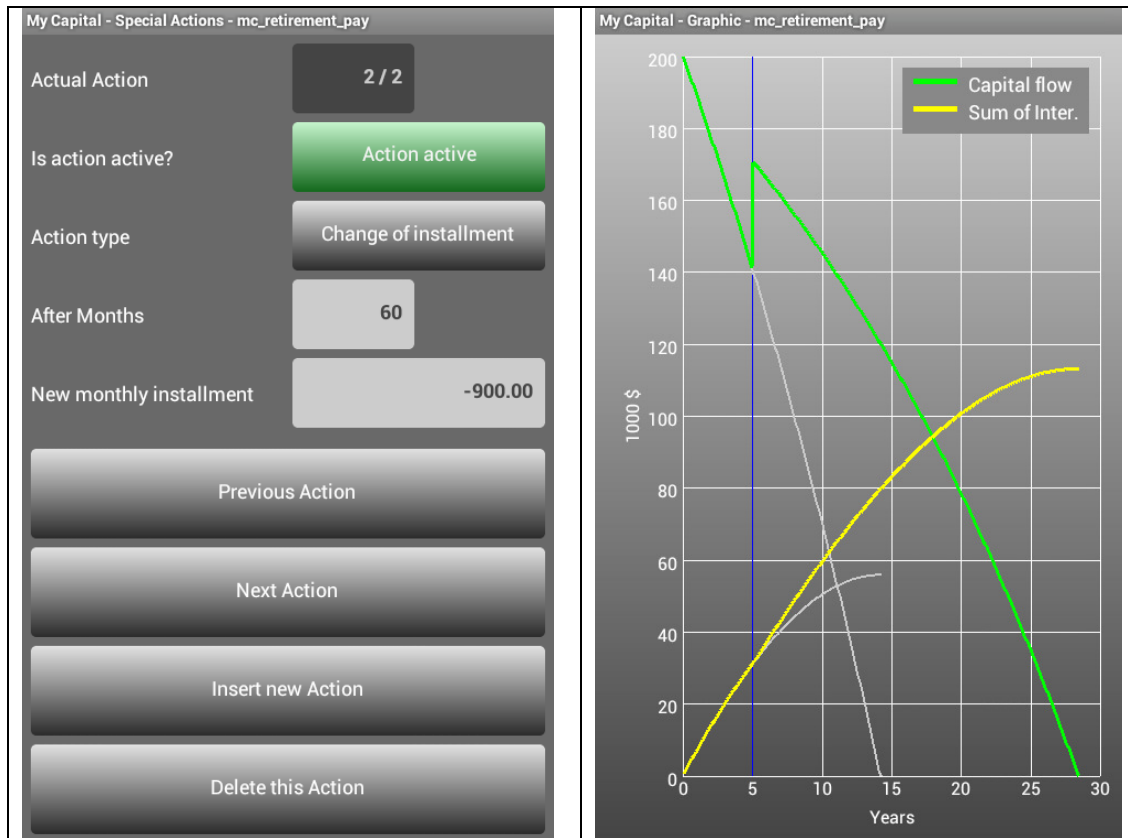 My Capital - Special Actions - mc_retirement_pay
Actual Action
2 / 2
Is action active?
Action active
Action type
Change of installment
After Months
60
New monthly installment
-900.00
Previous Action
Next Action
Insert new Action
Delete this Action
My Capital - Graphic - mc_retirement_pay
Capital flow
Sum of Inter.
200
180
160
140
120
100
80
60
40
20
0
1000 $
0
5
10
15
20
25
30
Years